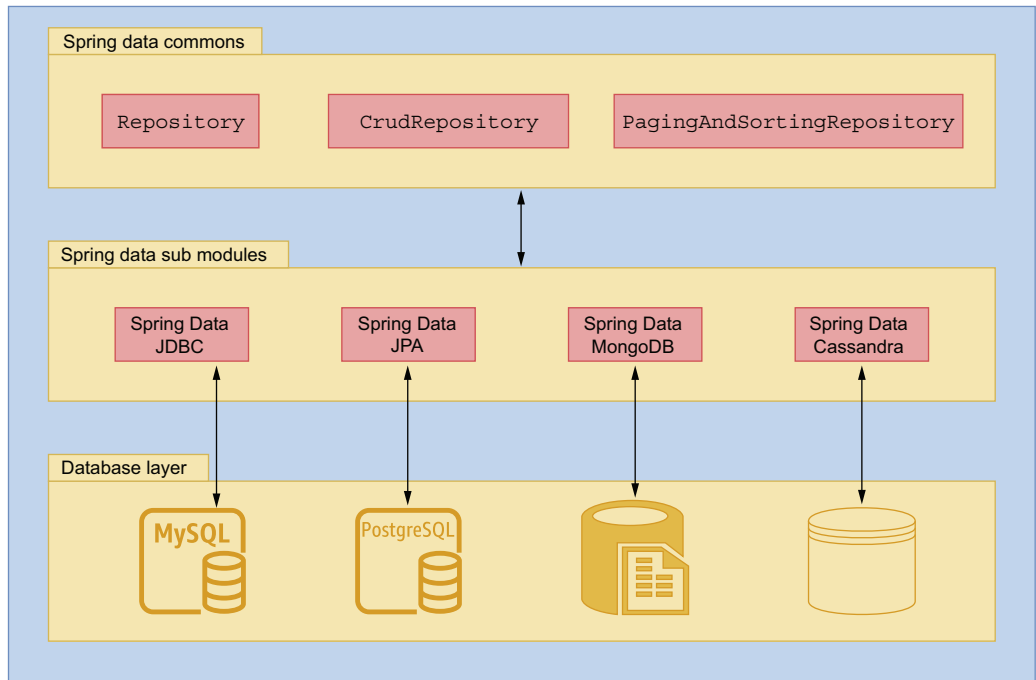 Spring data commons
Repository
CrudRepository
PagingAndSortingRepository
Spring data sub modules
Spring Data
JDBC
Spring Data
JPA
Spring Data
MongoDB
Spring Data
Cassandra
Database layer
MySQL
PostgreSQL